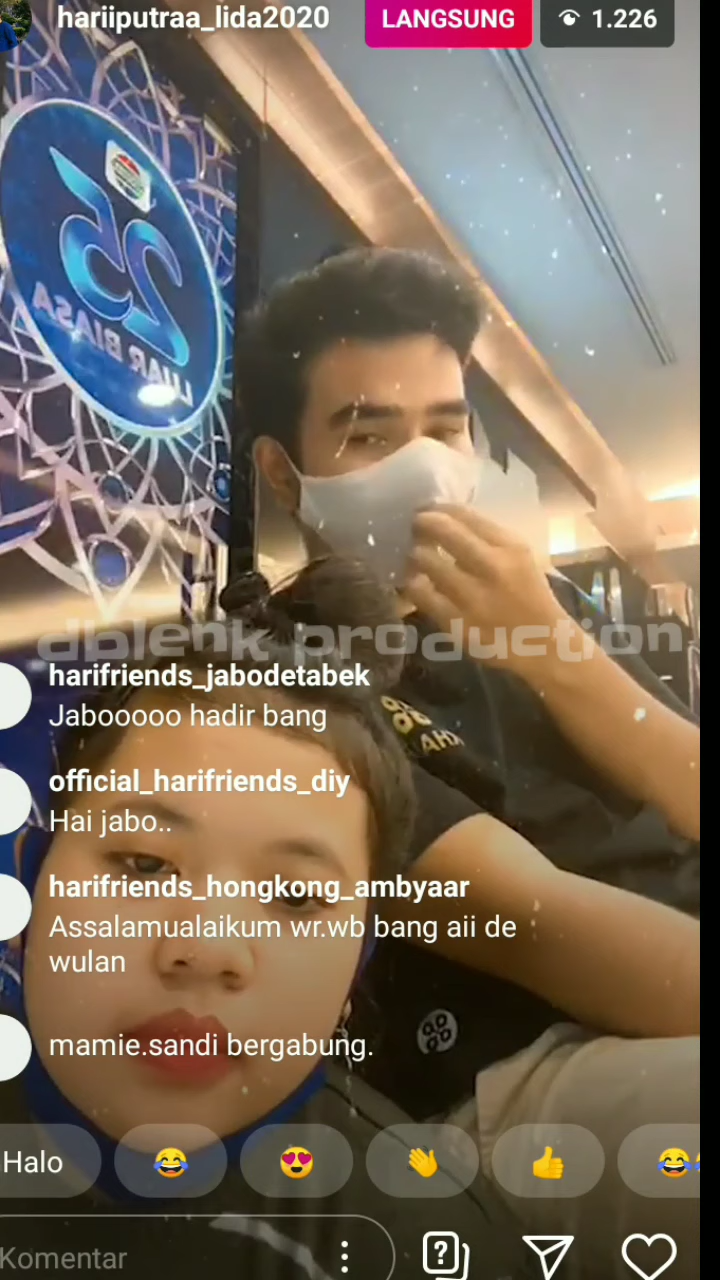 hariiputraa_lida2020
LANGSUNG
1.226
25
LUAR BIASA
dblenk production
harifriends_jabodetabek
Jabooooo hadir bang
official_harifriends_diy
Hai jabo..
harifriends_hongkong_ambyaar
Assalamualaikum wr.wb bang aii de
wulan
mamie.sandi bergabung.
Halo
Komentar